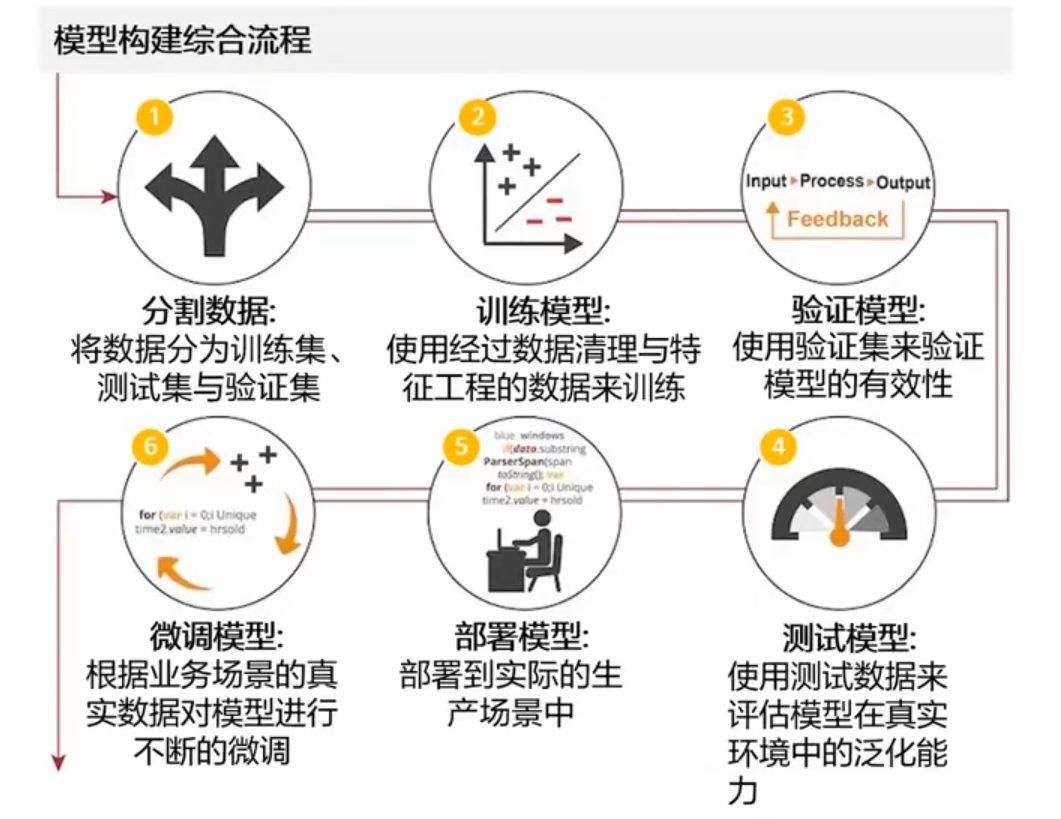 模型构建综合流程
1
2
3
Input Process Output
Feedback
分割数据:
将数据分为训练集、
测试集与验证集
训练模型:
使用经过数据清理与特
征工程的数据来训练
验证模型:
使用验证集来验证
模型的有效性
6
for (var i = 0;i Unique
time2.value = hrsold
5
blue windows
if(data.substring
ParserSpan(span
toString(); var
for (var i = 0;i Unique
time2.value = hrsold
4
微调模型:
根据业务场景的真
实数据对模型进行
不断的微调
部署模型:
部署到实际的生
产场景中
测试模型:
使用测试数据来
评估模型在真实
环境中的泛化能
力